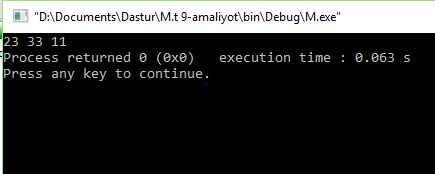 "D:\Documents\Dastur\M.t 9-amaliyot\bin\Debug\M.exe"
23 33 11
Process returned 0 (0x0)   execution time : 0.063 s
Press any key to continue.